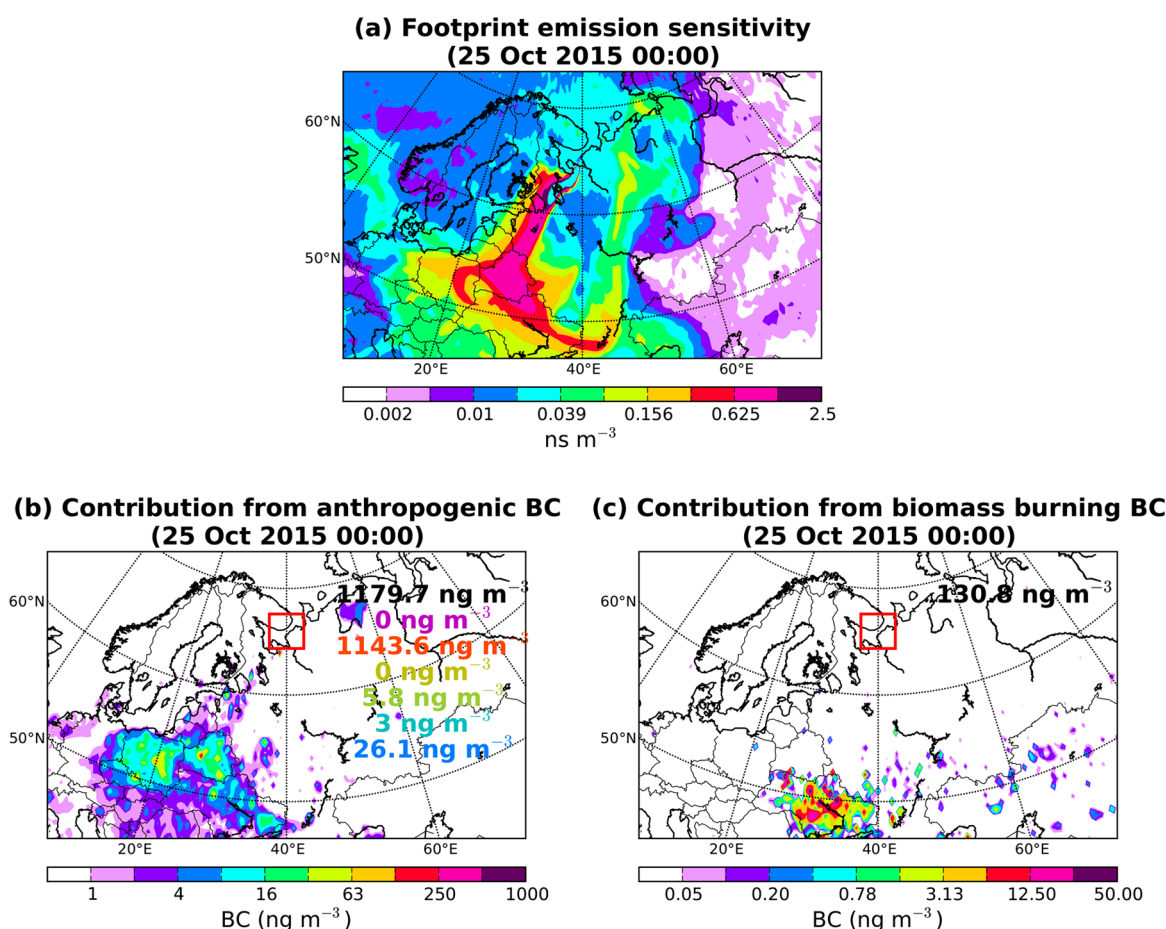 (a) Footprint emission sensitivity
(25 Oct 2015 00:00)
60°N
50°N
20°E 40°E 60°E
0.002 0.01 0.039 0.156 0.625 2.5
ns m⁻³
(b) Contribution from anthropogenic BC
(25 Oct 2015 00:00)
1179.7 ng m⁻³
0 ng m⁻³
1143.6 ng m⁻³
0 ng m⁻³
5.8 ng m⁻³
3 ng m⁻³
26.1 ng m⁻³
60°N
50°N
20°E 40°E 60°E
1 4 16 63 250 1000
BC (ng m⁻³)
(c) Contribution from biomass burning BC
(25 Oct 2015 00:00)
130.8 ng m⁻³
60°N
50°N
20°E 40°E 60°E
0.05 0.20 0.78 3.13 12.50 50.00
BC (ng m⁻³)